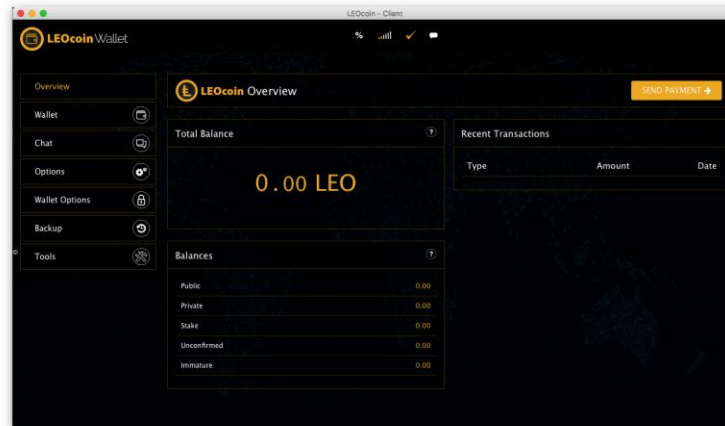 LEOcoin - Client
LEOcoin Wallet
%
Overview
Wallet
Chat
Options
Wallet Options
Backup
Tools
LEOcoin Overview
SEND PAYMENT →
Total Balance ?
0.00 LEO
Balances ?
Public 0.00
Private 0.00
Stake 0.00
Unconfirmed 0.00
Immature 0.00
Recent Transactions
Type Amount Date